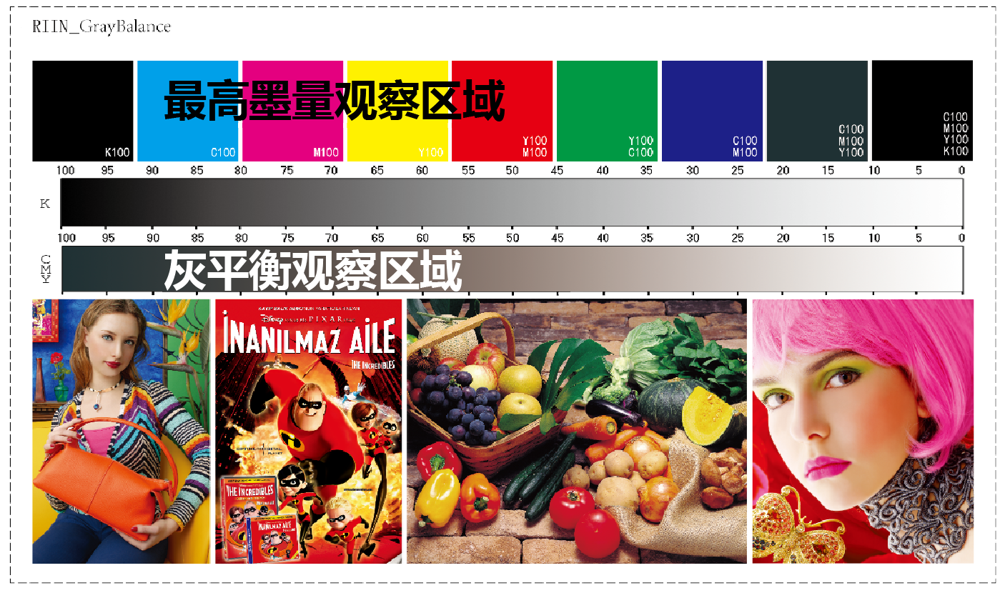 RIIN_GrayBalance
最高墨量观察区域
K100
C100
M100
Y100
Y100
M100
Y100
C100
C100
M100
C100
M100
Y100
C100
M100
Y100
K100
100 95 90 85 80 75 70 65 60 55 50 45 40 35 30 25 20 15 10 5 0
K
100 95 90 85 80 75 70 65 60 55 50 45 40 35 30 25 20 15 10 5 0
C
M
Y
灰平衡观察区域
DISNEY
PIXAR
İNANILMAZ AİLE
THE INCREDIBLES
OPTIMUM DIGITAL
PLANET
THE INCREDIBLES
İNANILMAZ AİLE